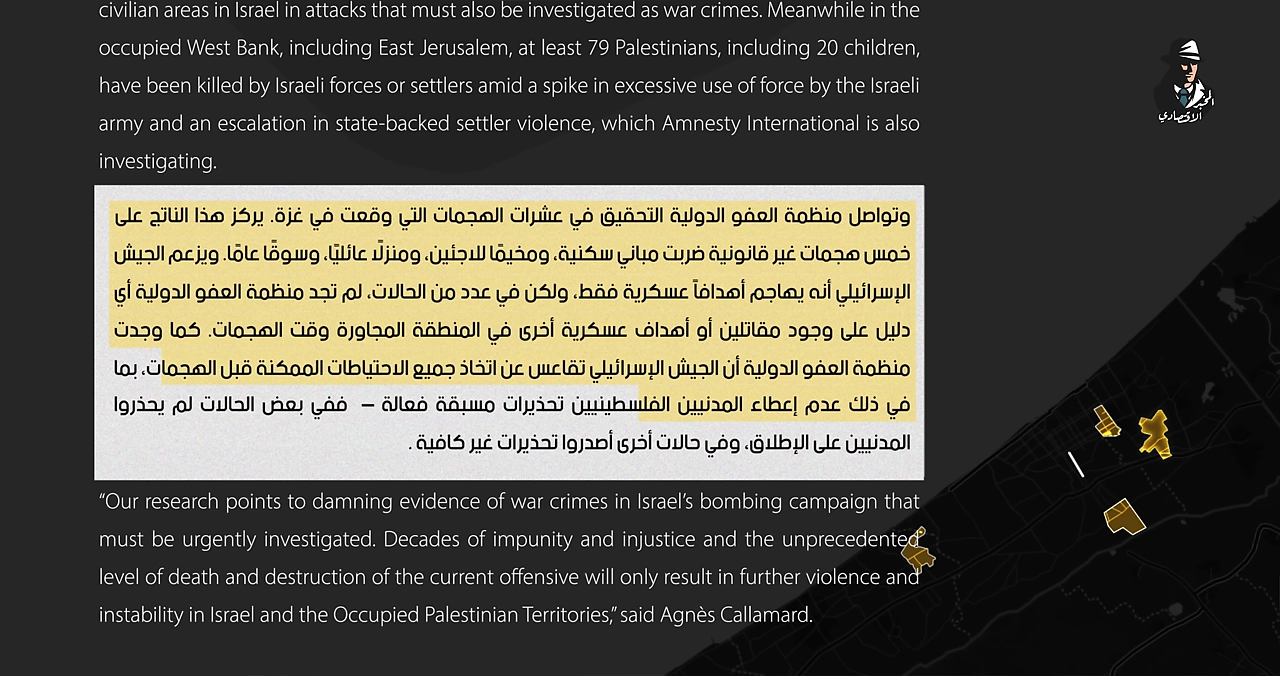 civilian areas in Israel in attacks that must also be investigated as war crimes. Meanwhile in the
occupied West Bank, including East Jerusalem, at least 79 Palestinians, including 20 children,
have been killed by Israeli forces or settlers amid a spike in excessive use of force by the Israeli
army and an escalation in state-backed settler violence, which Amnesty International is also
investigating.
المخبر
الاقتصادي
وتواصل منظمة العفو الدولية التحقيق في عشرات الهجمات التي وقعت في غزة. يركز هذا الناتج على
خمس هجمات غير قانونية ضربت مباني سكنية، ومخيمًا للاجئين، ومنزلًا عائليًا، وسوقًا عامًا. ويزعم الجيش
الإسرائيلي أنه يهاجم أهدافاً عسكرية فقط، ولكن في عدد من الحالات، لم تجد منظمة العفو الدولية أي
دليل على وجود مقاتلين أو أهداف عسكرية أخرى في المنطقة المجاورة وقت الهجمات. كما وجدت
منظمة العفو الدولية أن الجيش الإسرائيلي تقاعس عن اتخاذ جميع الاحتياطات الممكنة قبل الهجمات، بما
في ذلك عدم إعطاء المدنيين الفلسطينيين تحذيرات مسبقة فعالة – ففي بعض الحالات لم يحذروا
المدنيين على الإطلاق، وفي حالات أخرى أصدروا تحذيرات غير كافية .
“Our research points to damning evidence of war crimes in Israel’s bombing campaign that
must be urgently investigated. Decades of impunity and injustice and the unprecedented
level of death and destruction of the current offensive will only result in further violence and
instability in Israel and the Occupied Palestinian Territories,” said Agnès Callamard.